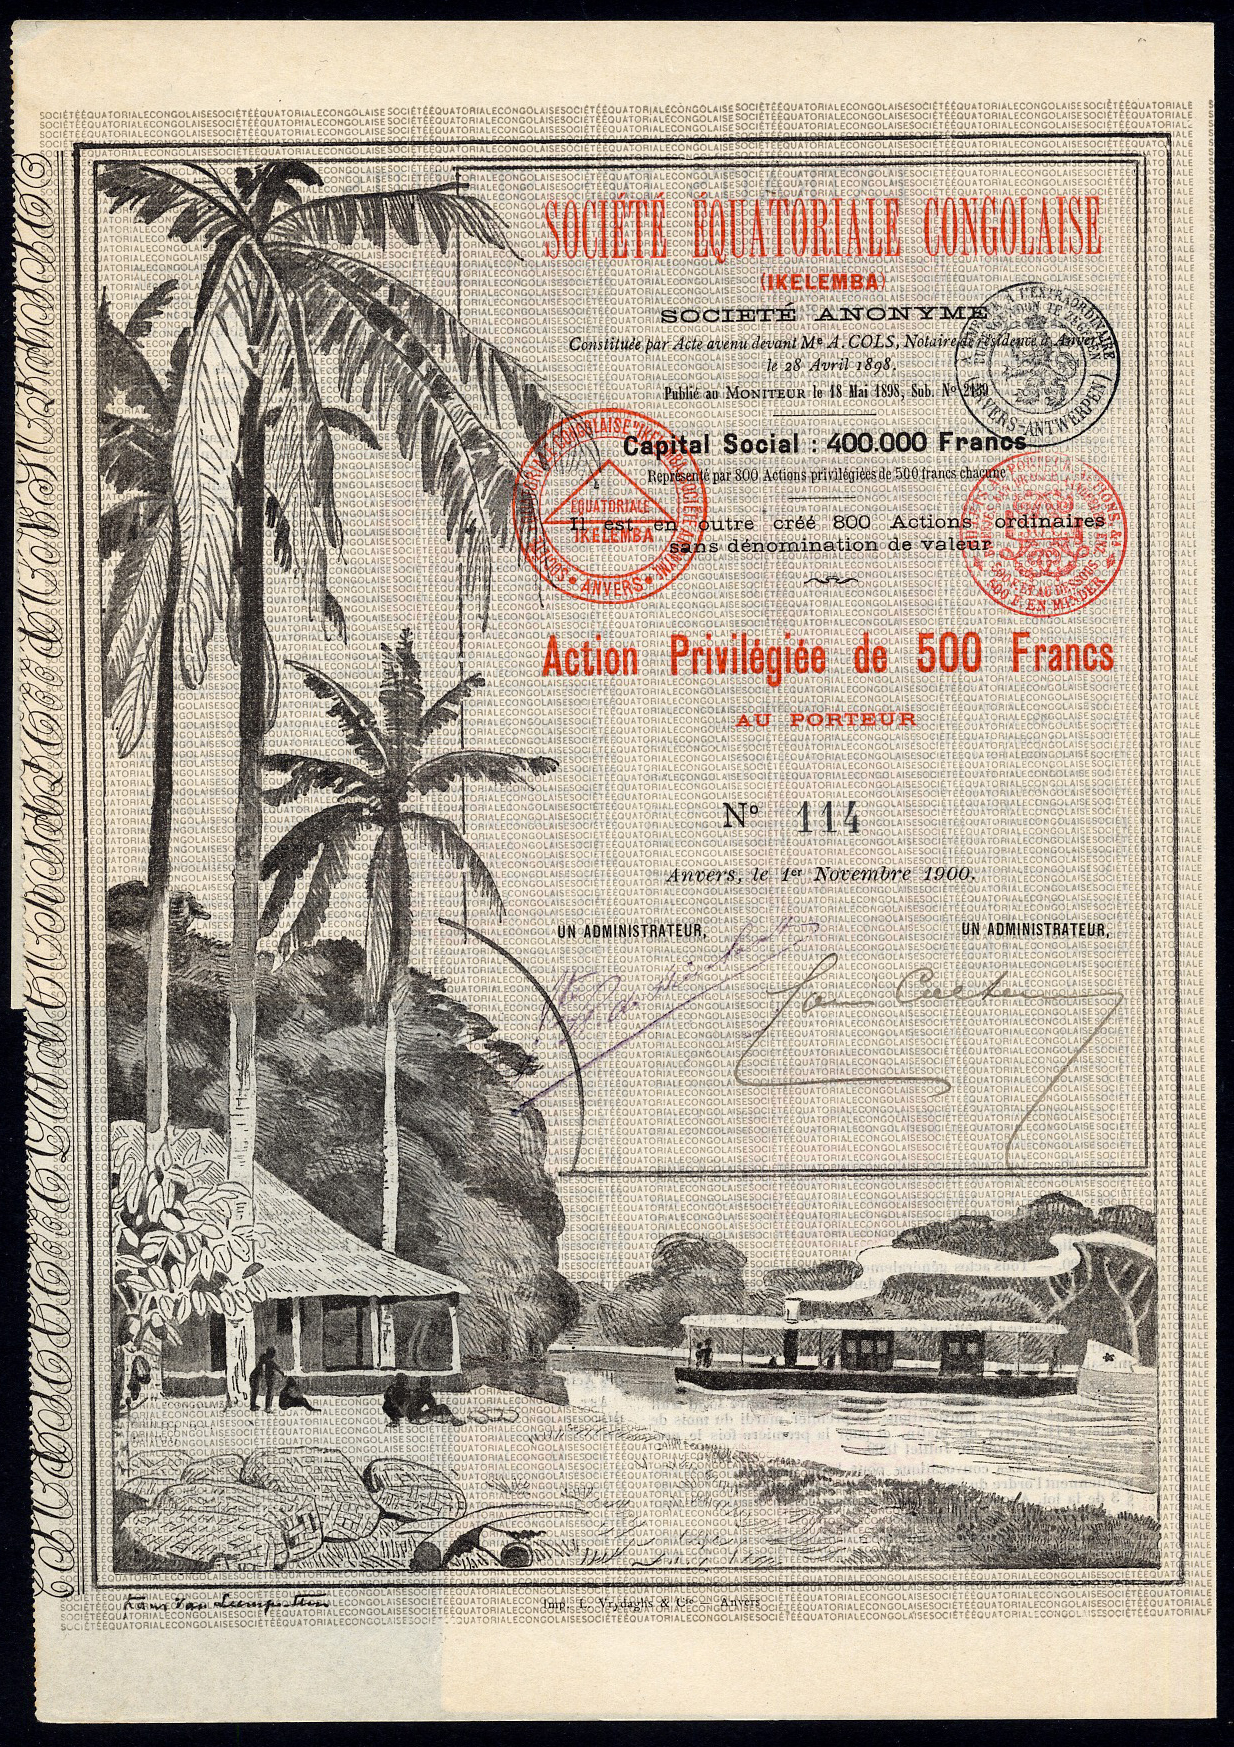 SOCIÉTÉ ÉQUATORIALE CONGOLAISE
(IKELEMBA)
SOCIETÉ ANONYME
Constituée par Acte avenu devant Me A. COLS, Notaire de résidence à Anvers
le 28 Avril 1898.
Publié au MONITEUR le 18 Mai 1898, Sub. No 2139
Capital Social : 400.000 Francs
Représenté par 800 Actions privilégiées de 500 francs chacune
Il est en outre créé 800 Actions ordinaires
sans dénomination de valeur
ÉQUATORIALE
IKELEMBA
ANVERS
Action Privilégiée de 500 Francs
AU PORTEUR
No 114
Anvers, le 1er Novembre 1900.
UN ADMINISTRATEUR, UN ADMINISTRATEUR,
Imp. L. Vrydaghs & Cie — Anvers